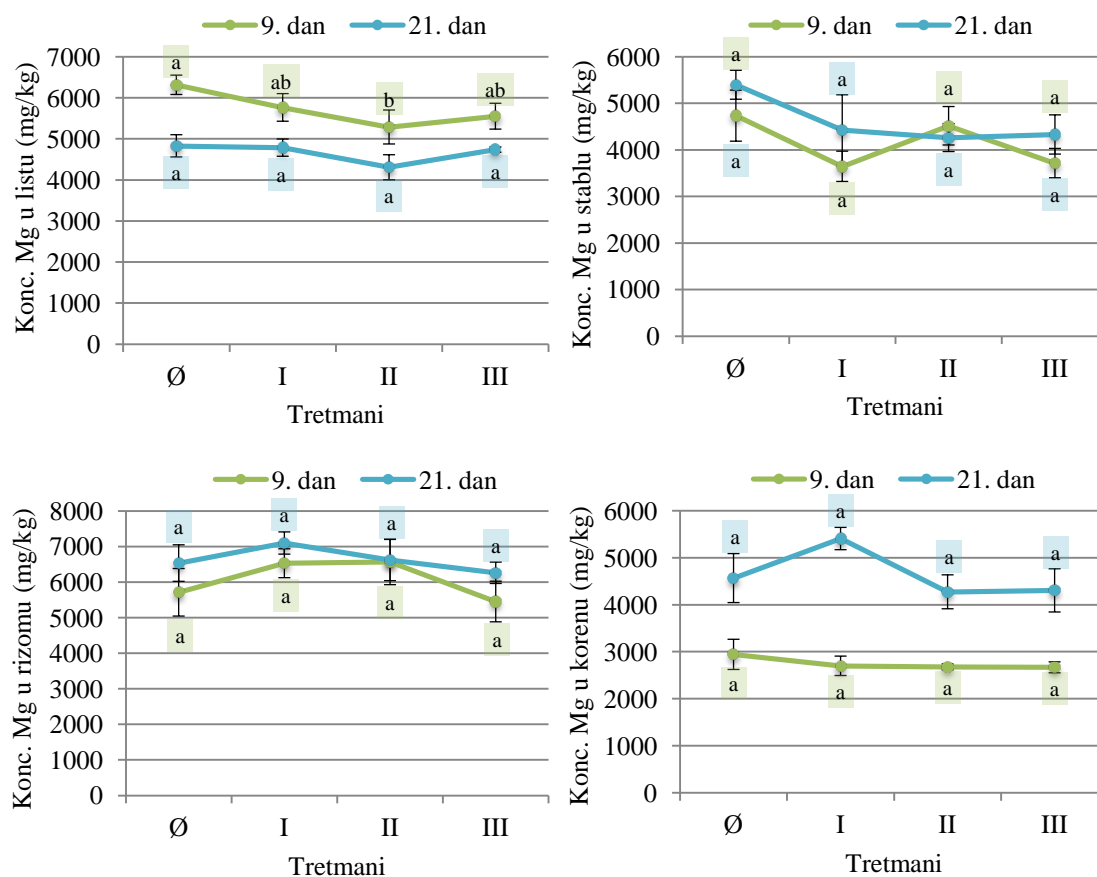 9. dan 21. dan
Konc. Mg u listu (mg/kg)
7000
6000
5000
4000
3000
2000
1000
0
a ab b ab
a a a a
Ø I II III
Tretmani
9. dan 21. dan
Konc. Mg u stablu (mg/kg)
6000
5000
4000
3000
2000
1000
0
a a a a
a a a a
Ø I II III
Tretmani
9. dan 21. dan
Konc. Mg u rizomu (mg/kg)
8000
7000
6000
5000
4000
3000
2000
1000
0
a a a a
a a a a
Ø I II III
Tretmani
9. dan 21. dan
Konc. Mg u korenu (mg/kg)
6000
5000
4000
3000
2000
1000
0
a a a a
a a a a
Ø I II III
Tretmani